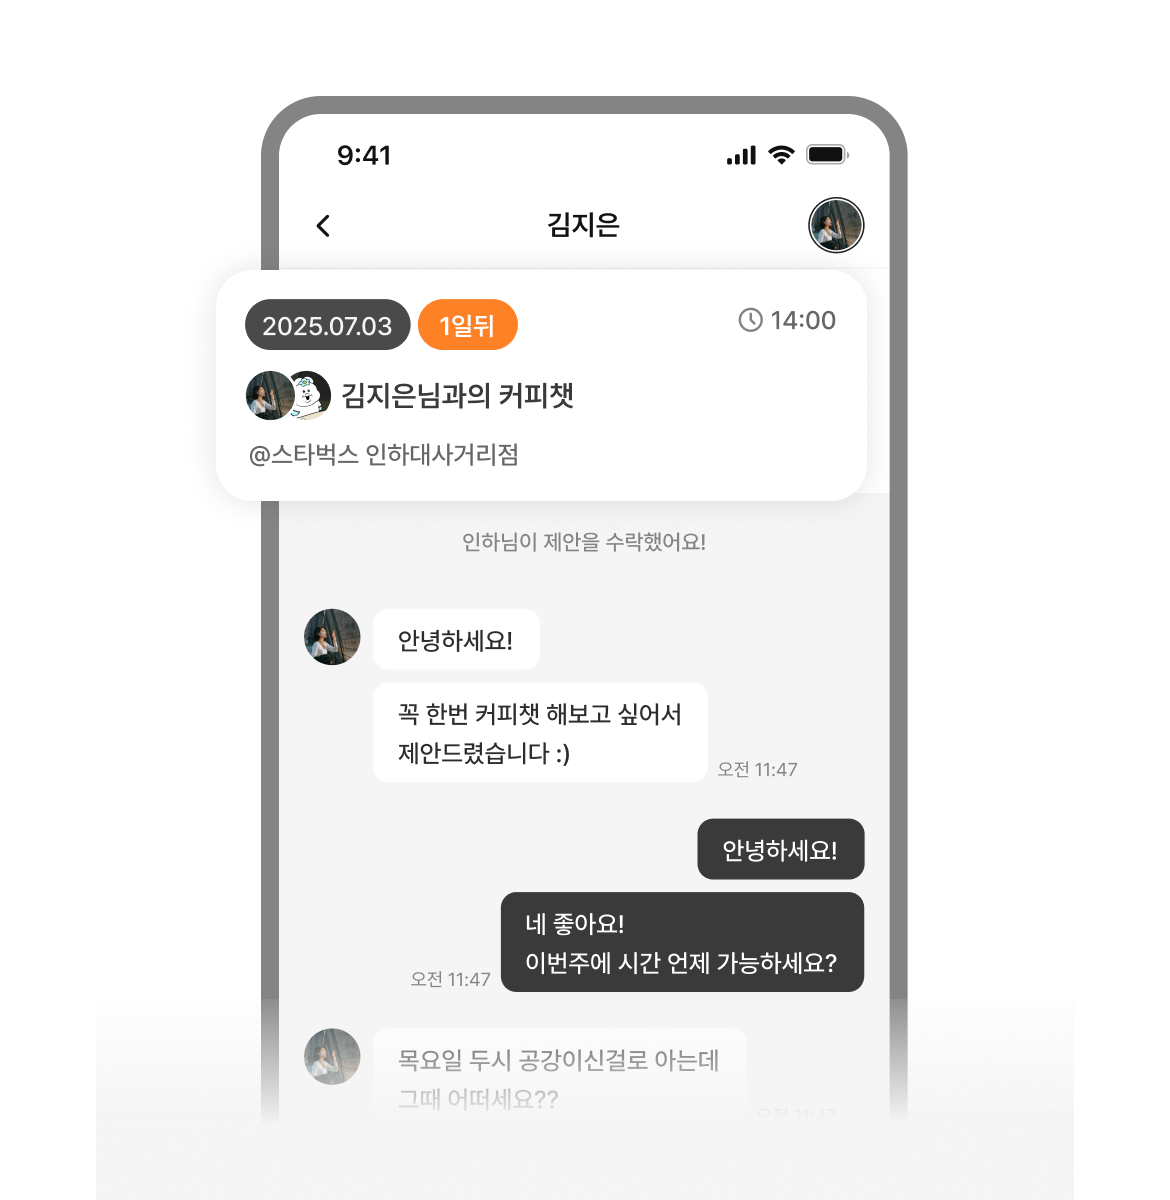 9:41
김지은
2025.07.03 1일뒤 14:00
김지은님과의 커피챗
@스타벅스 인하대사거리점
인하님이 제안을 수락했어요!
안녕하세요!
꼭 한번 커피챗 해보고 싶어서
제안드렸습니다 :)
오전 11:47
안녕하세요!
네 좋아요!
이번주에 시간 언제 가능하세요?
오전 11:47
목요일 두시 공강이신걸로 아는데
그때 어떠세요??
오전 11:47